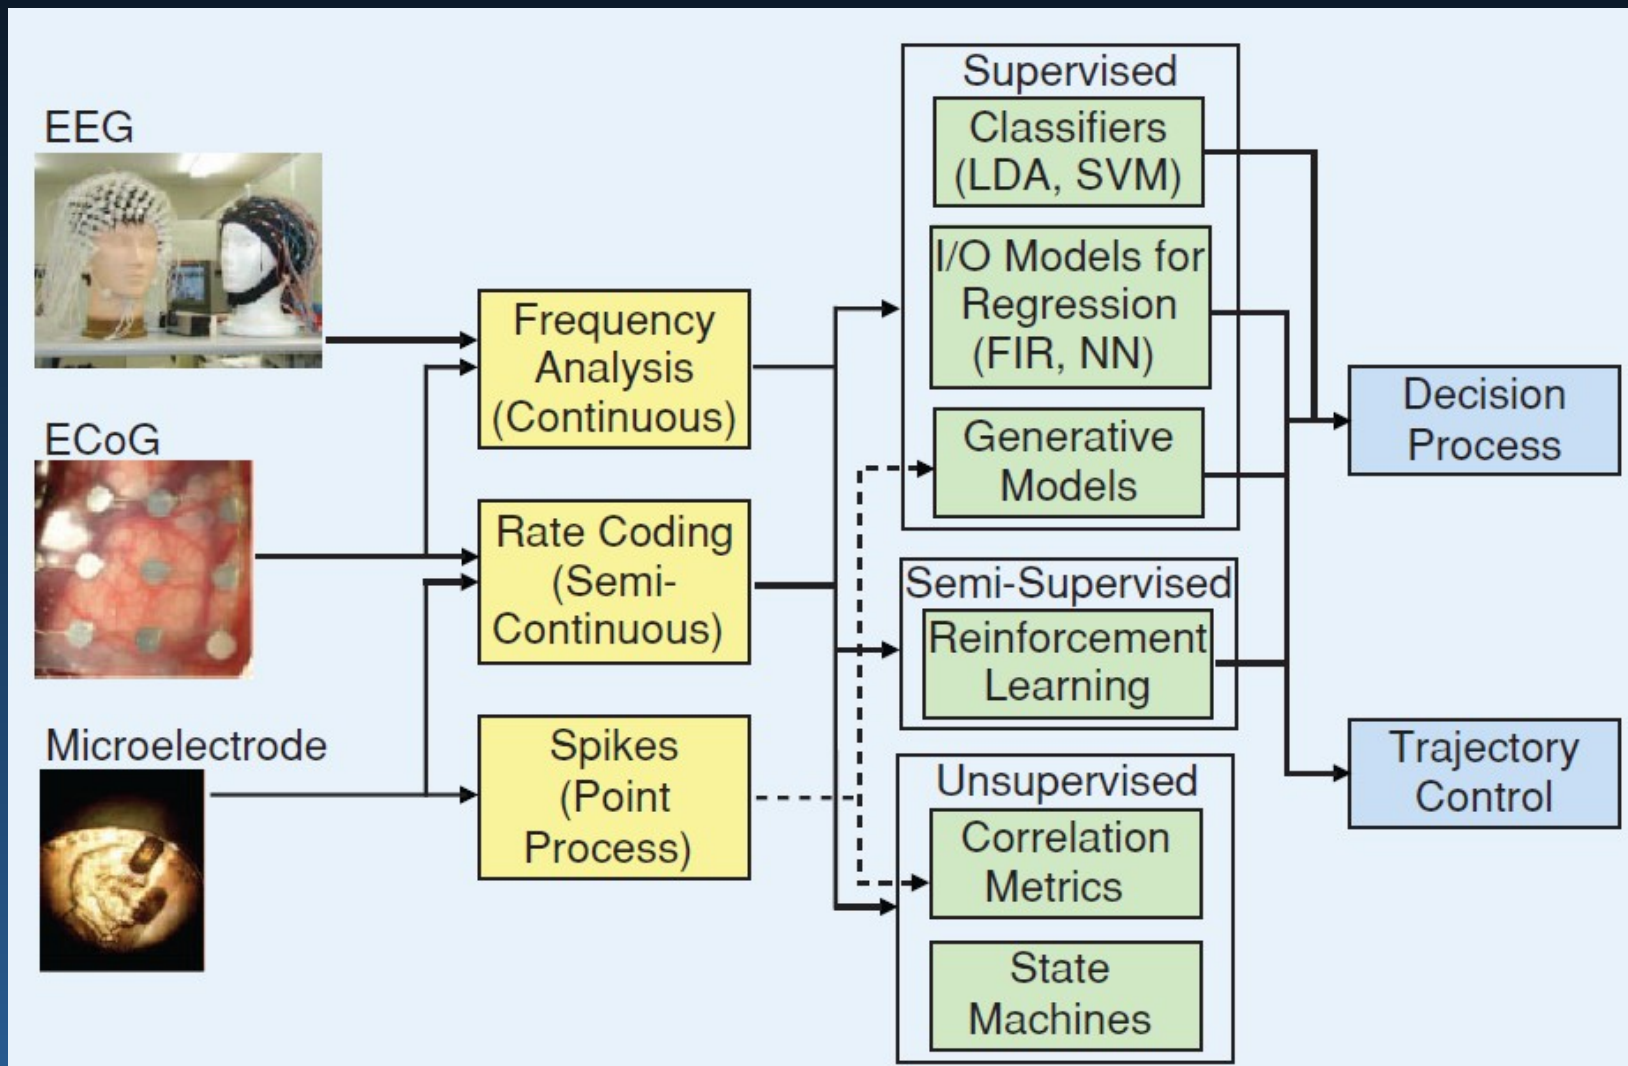 EEG
ECoG
Microelectrode
Frequency
Analysis
(Continuous)
Rate Coding
(Semi-
Continuous)
Spikes
(Point
Process)
Supervised
Classifiers
(LDA, SVM)
I/O Models for
Regression
(FIR, NN)
Generative
Models
Semi-Supervised
Reinforcement
Learning
Unsupervised
Correlation
Metrics
State
Machines
Decision
Process
Trajectory
Control